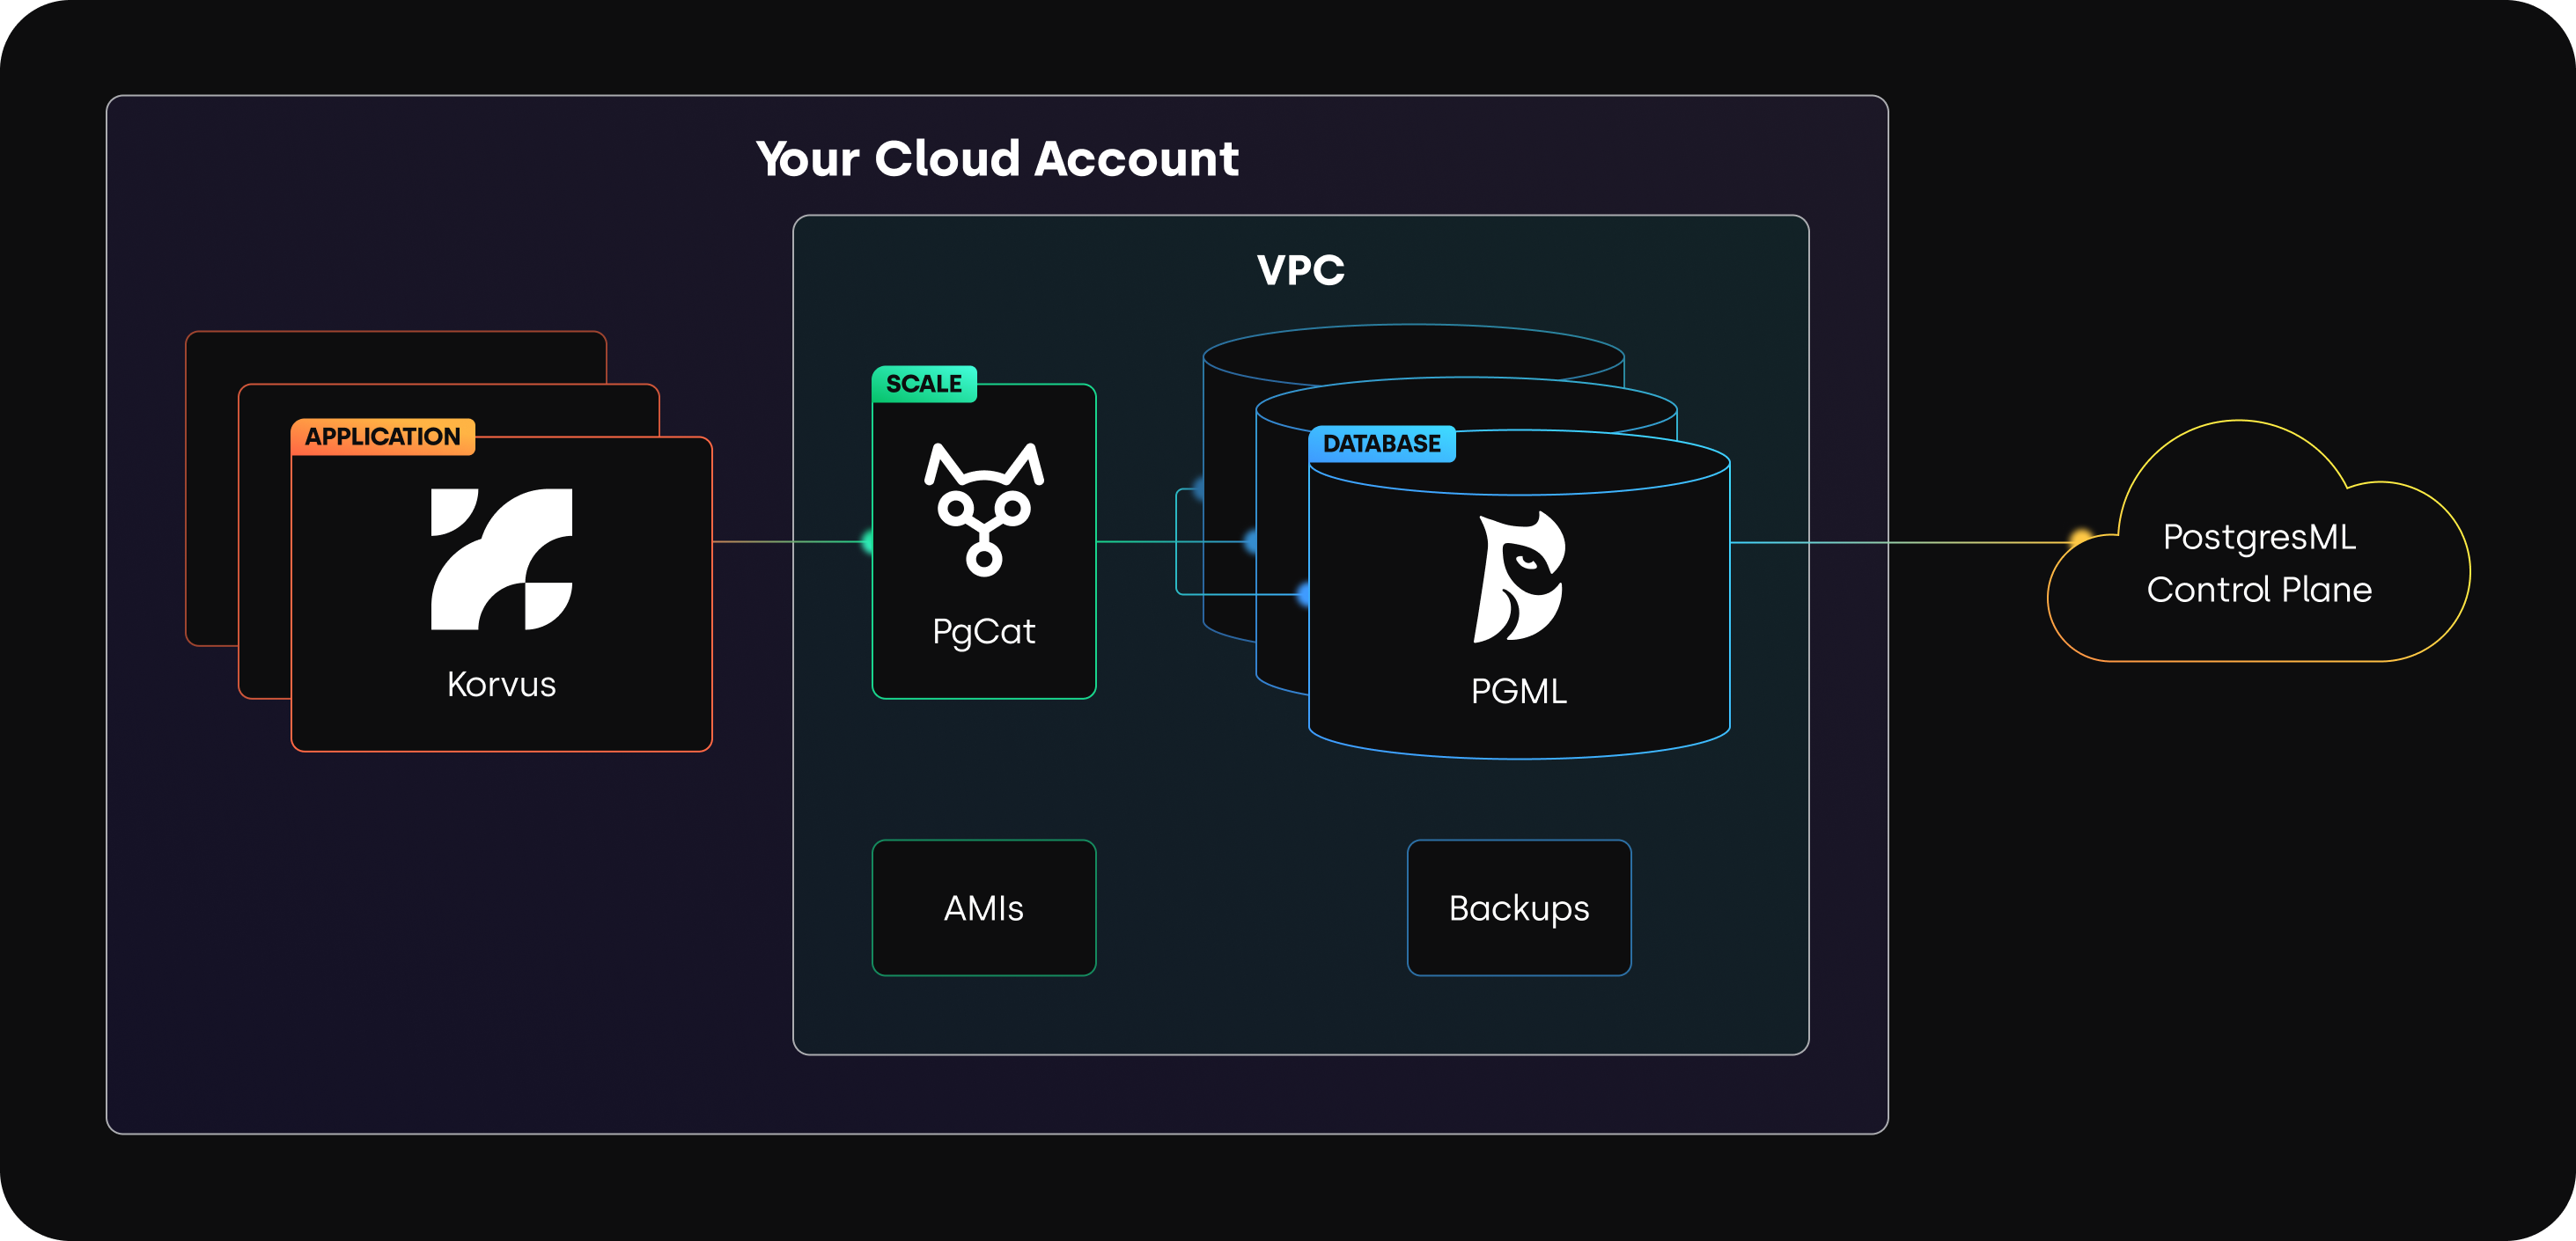 Your Cloud Account
VPC
SCALE
APPLICATION
DATABASE
PostgresML
Control Plane
PgCat
Korvus
PGML
AMIs
Backups